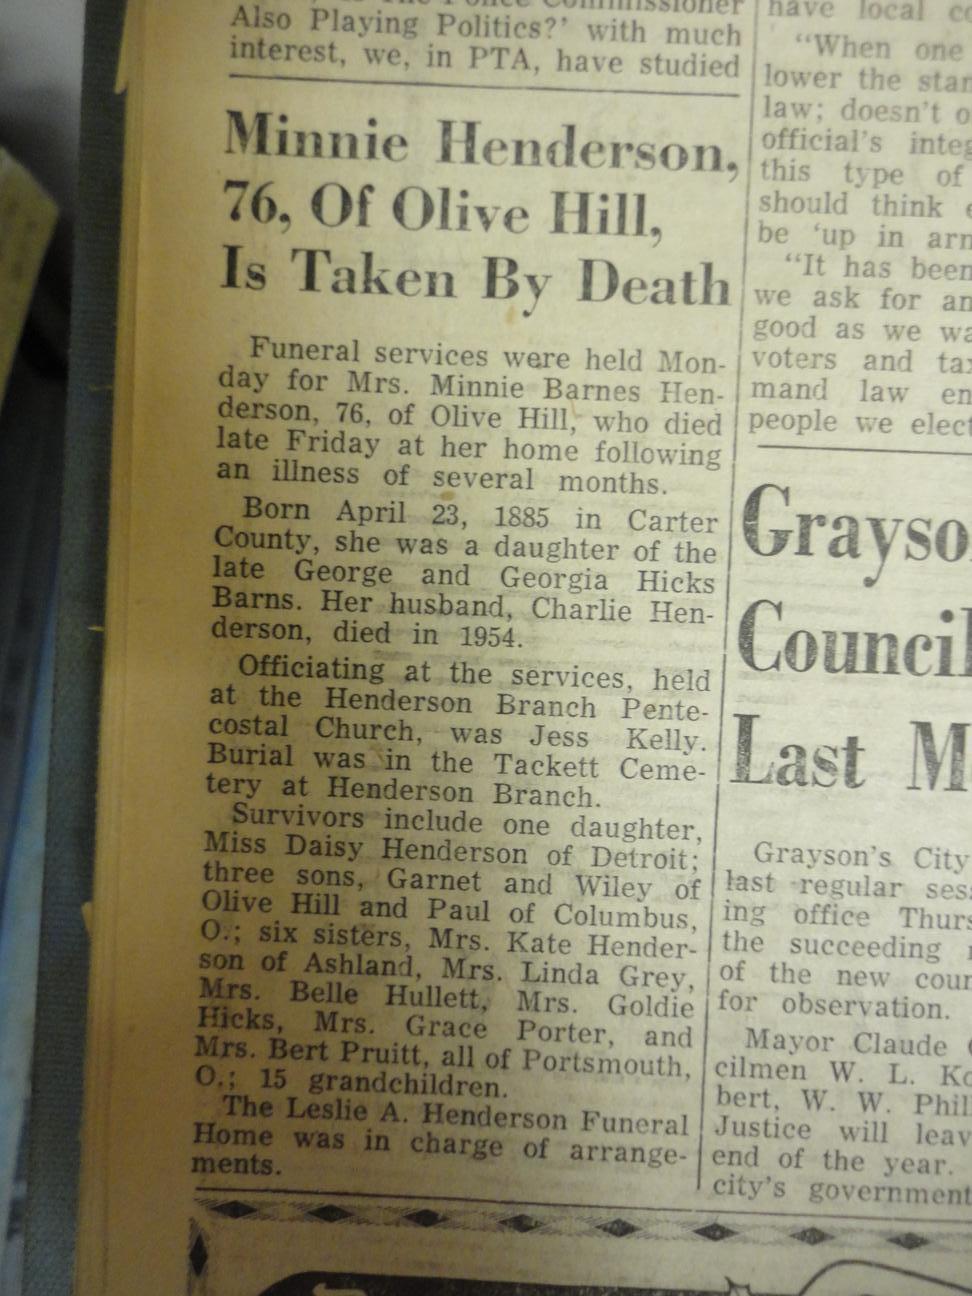 Also Playing Politics?' with much
interest, we, in PTA, have studied
Minnie Henderson,
76, Of Olive Hill,
Is Taken By Death
Funeral services were held Mon-
day for Mrs. Minnie Barnes Hen-
derson, 76, of Olive Hill, who died
late Friday at her home following
an illness of several months.
Born April 23, 1885 in Carter
County, she was a daughter of the
late George and Georgia Hicks
Barns. Her husband, Charlie Hen-
derson, died in 1954.
Officiating at the services, held
at the Henderson Branch Pente-
costal Church, was Jess Kelly.
Burial was in the Tackett Ceme-
tery at Henderson Branch.
Survivors include one daughter,
Miss Daisy Henderson of Detroit;
three sons, Garnet and Wiley of
Olive Hill and Paul of Columbus,
O.; six sisters, Mrs. Kate Hender-
son of Ashland, Mrs. Linda Grey,
Mrs. Belle Hullett, Mrs. Goldie
Hicks, Mrs. Grace Porter, and
Mrs. Bert Pruitt, all of Portsmouth,
O.; 15 grandchildren.
The Leslie A. Henderson Funeral
Home was in charge of arrange-
ments.
have local
"When one
lower the
law; doesn't
official's
this type of
should think
be 'up in
"It has been
we ask for
good as we
voters and
mand law
people we
Council
Last
Grayson's City
last regular
ing office
the succeeding
of the new
for observation.
Mayor Claude
cilmen W. L.
bert, W. W.
Justice will
end of the year.
city's government